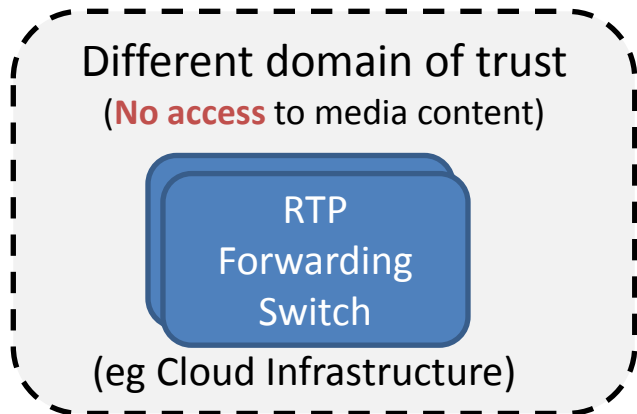 Different domain of trust
(No access to media content)
RTP
Forwarding
Switch
(eg Cloud Infrastructure)